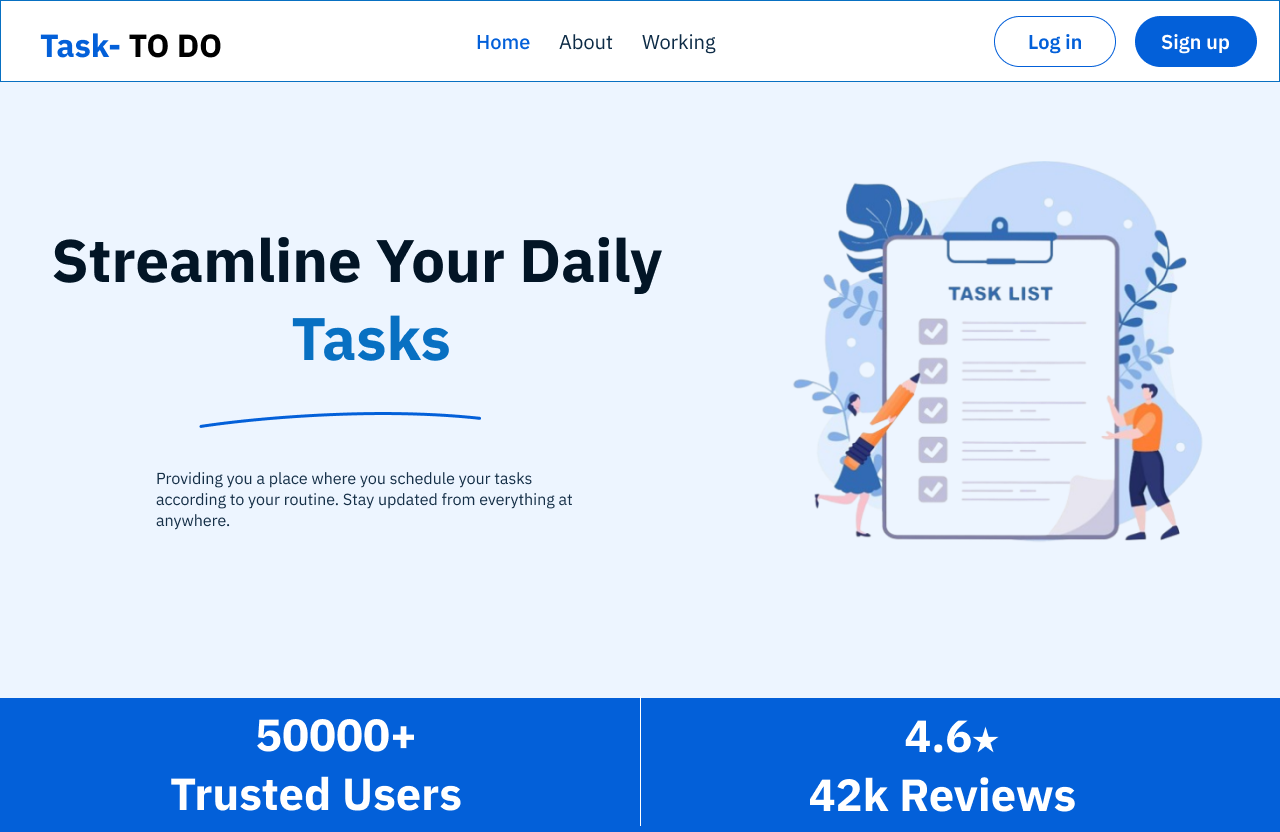 Task- TO DO
Home About Working
Log in
Sign up
Streamline Your Daily
Tasks
Providing you a place where you schedule your tasks
according to your routine. Stay updated from everything at
anywhere.
TASK LIST
50000+
Trusted Users
4.6★
42k Reviews